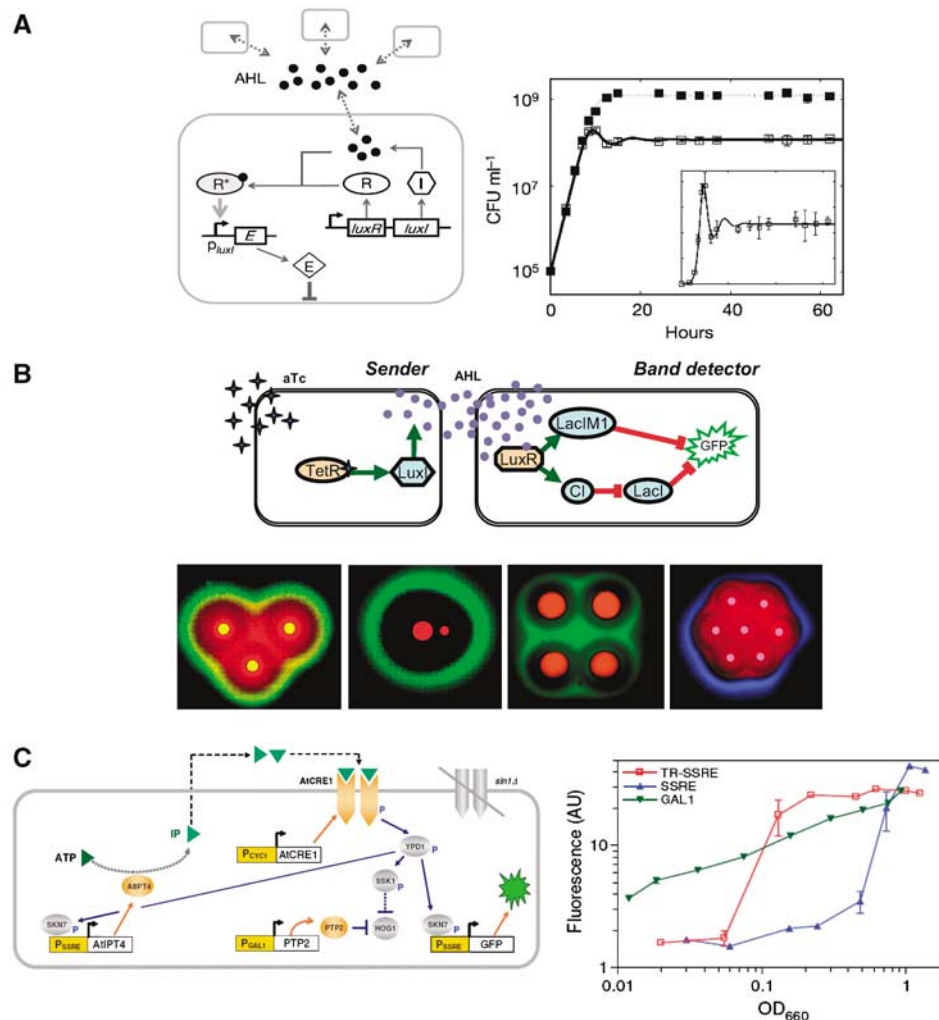 A
AHL
R*
R
I
pluxI
E
luxR
luxI
E
CFU ml–1
10^9
10^7
10^5
0
20
40
60
Hours
B
Sender
Band detector
aTc
AHL
TetR
LuxI
LuxR
LacIM1
CI
LacI
GFP
C
AtCRE1
sln1Δ
IP
P
ATP
PCYC1
AtCRE1
YPD1
P
AtIPT4
SSK1
P
SKN7
P
PSSRE
AtIPT4
PGAL1
PTP2
PTP2
HOG1
SKN7
P
PSSRE
GFP
Fluorescence (AU)
TR-SSRE
SSRE
GAL1
10
1
0.01
0.1
1
OD660